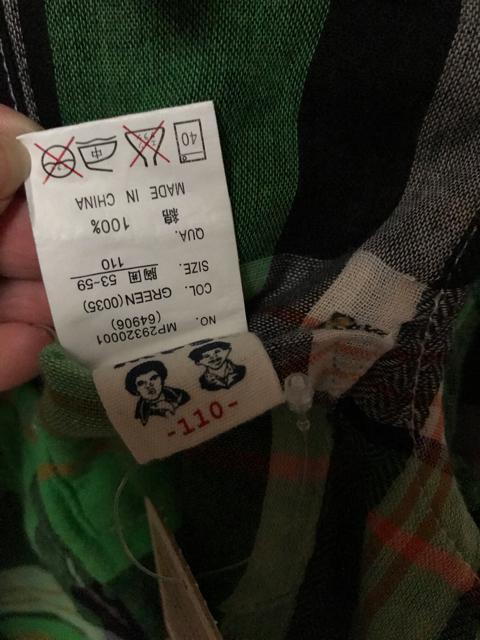 NO. MP29320001
(64906)
COL. GREEN(0035)
SIZE. 胸囲 53-59
110
QUA. 綿 100%
MADE IN CHINA
40 中
-110-